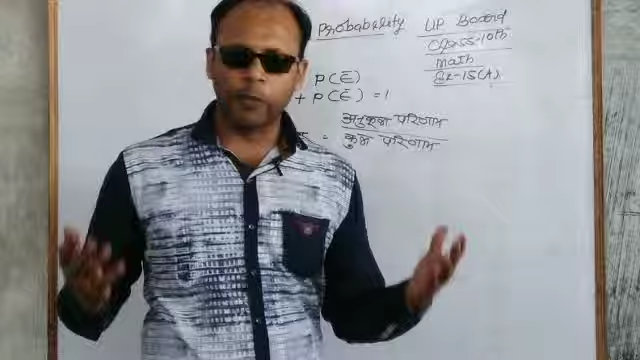 Probability
UP Board
Class-10th
Math
Ex-15(A)
P(E)
+ P(E̅) = 1
= अनुकूल परिणाम
कुल परिणाम